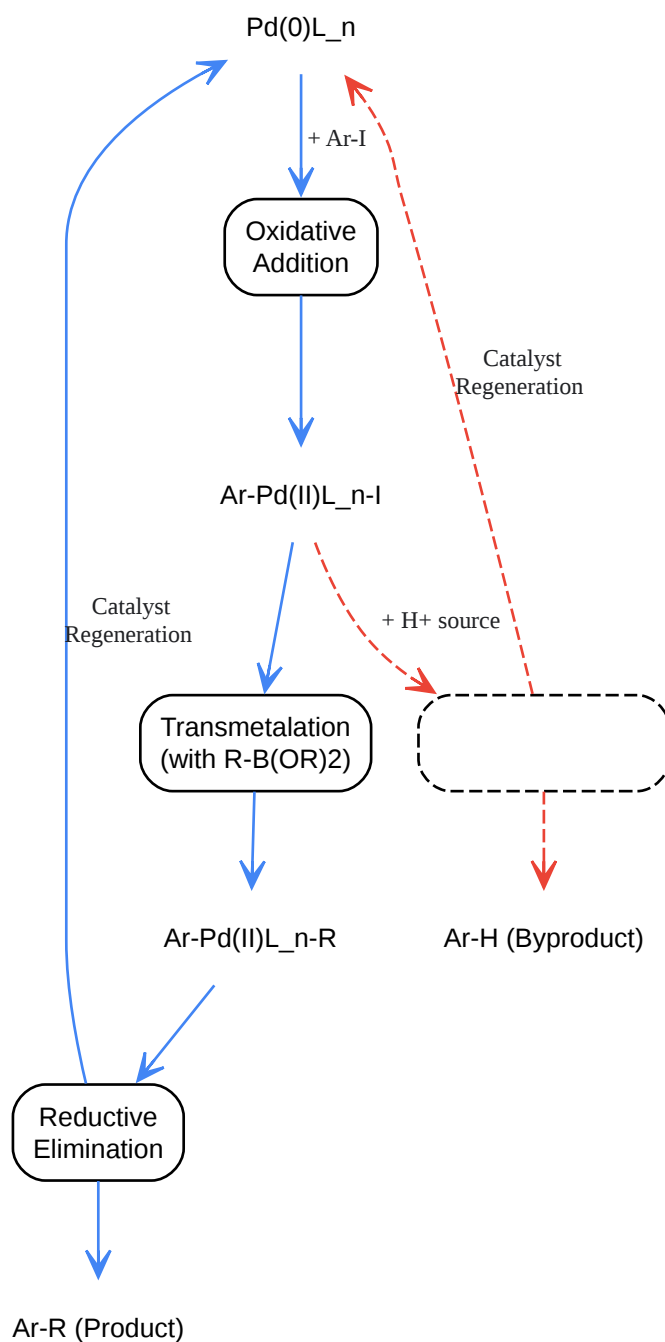 Pd(0)L_n
+ Ar-I
Oxidative
Addition
Catalyst
Regeneration
Ar-Pd(II)L_n-I
Catalyst
Regeneration
+ H+ source
Transmetalation
(with R-B(OR)2)
Ar-Pd(II)L_n-R
Ar-H (Byproduct)
Reductive
Elimination
Ar-R (Product)